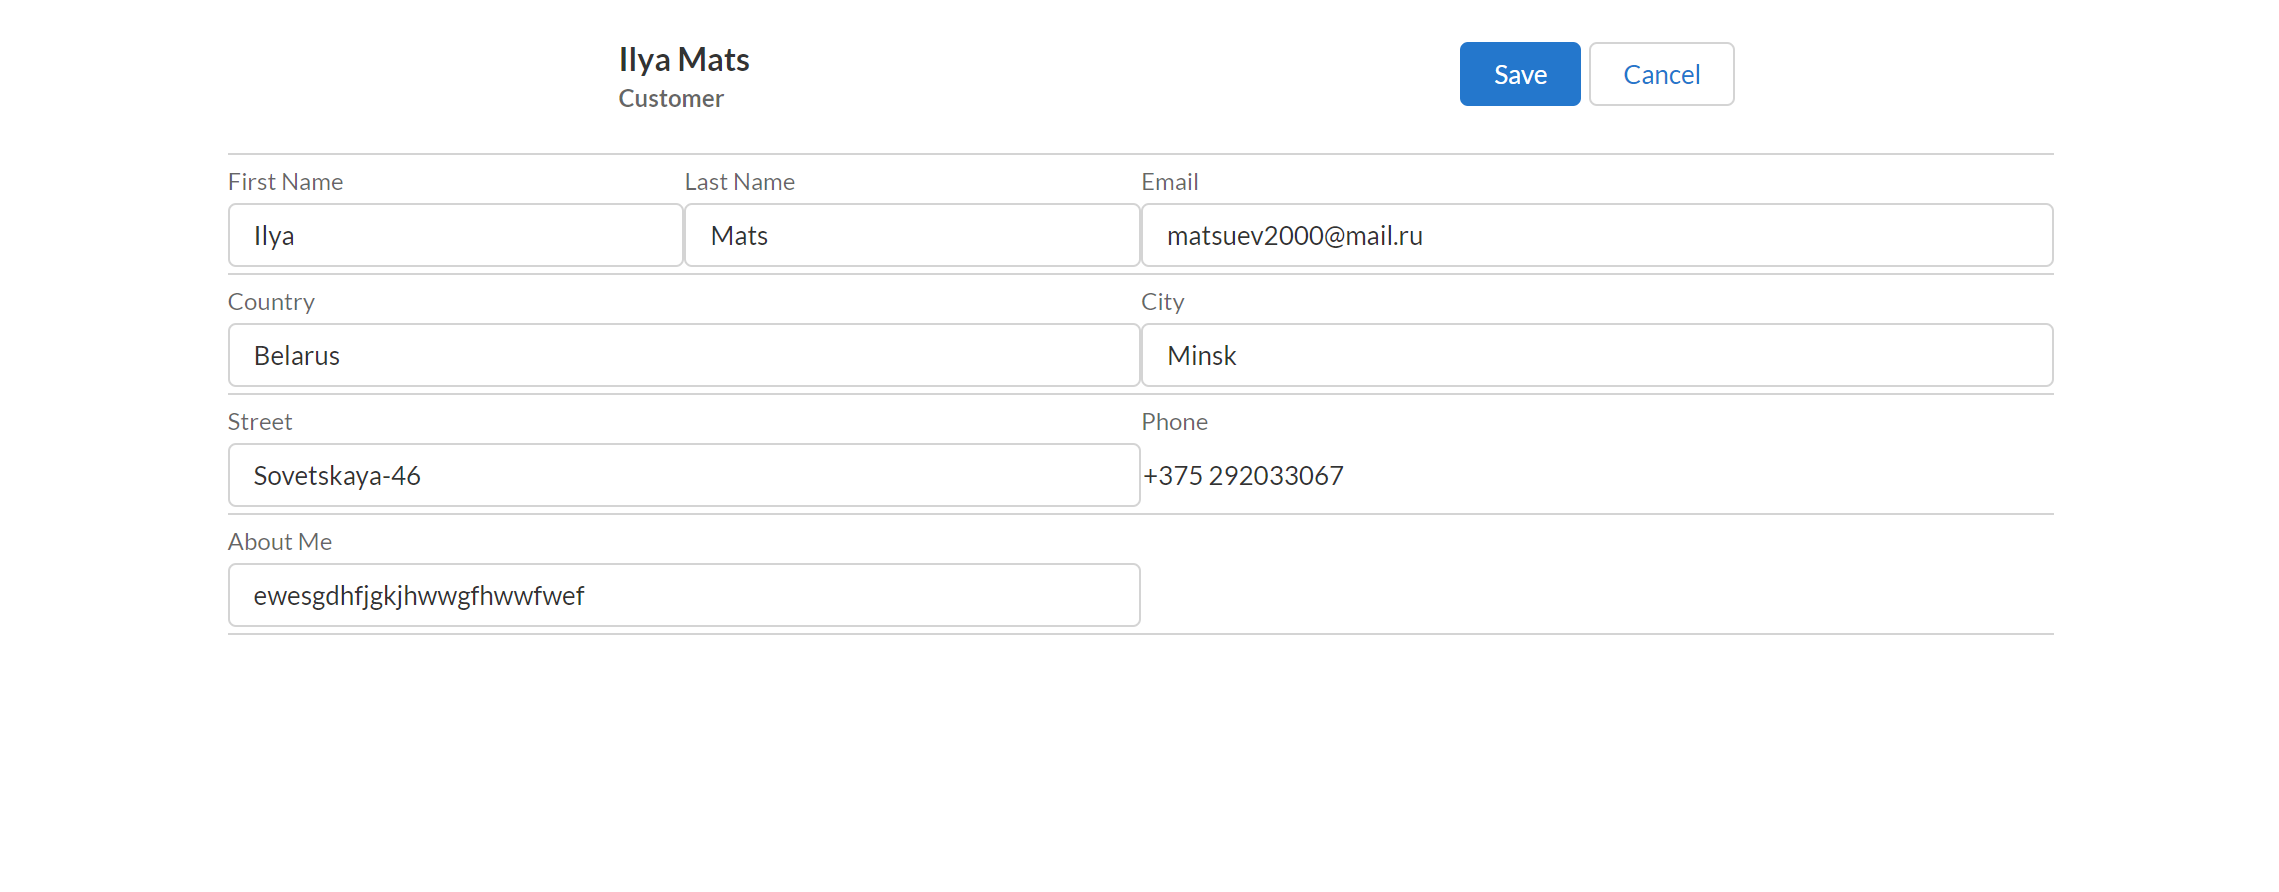 Ilya Mats
Customer
Save Cancel
First Name Last Name Email
Ilya Mats matsuev2000@mail.ru
Country City
Belarus Minsk
Street Phone
Sovetskaya-46 +375 292033067
About Me
ewesgdhfjgkjhwwgfhwwfwef